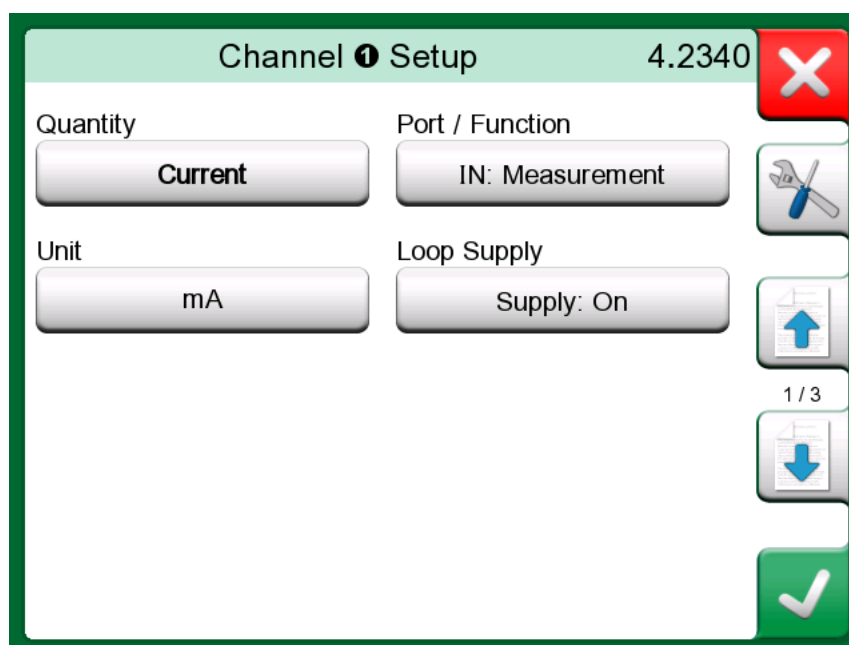 Channel ❶ Setup 4.2340
Quantity Port / Function
Current IN: Measurement
Unit Loop Supply
mA Supply: On
1 / 3